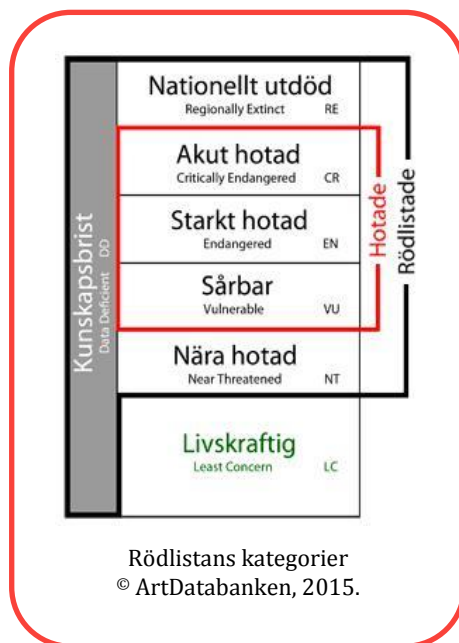 Nationellt utdöd
Regionally Extinct RE
Akut hotad
Critically Endangered CR
Starkt hotad
Endangered EN
Sårbar
Vulnerable VU
Nära hotad
Near Threatened NT
Livskraftig
Least Concern LC
Kunskapsbrist
Data Deficient DD
Hotade
Rödlistade
Rödlistans kategorier
© ArtDatabanken, 2015.